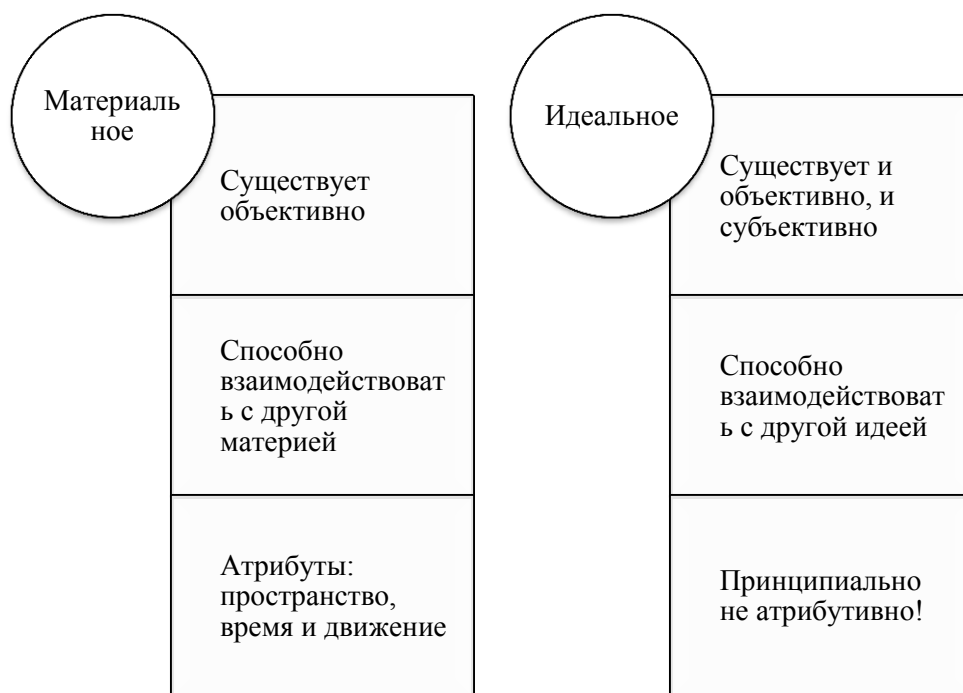 Материаль
ное
Существует
объективно
Способно
взаимодействоват
ь с другой
материей
Атрибуты:
пространство,
время и движение
Идеальное
Существует и
объективно, и
субъективно
Способно
взаимодействоват
ь с другой идеей
Принципиально
не атрибутивно!